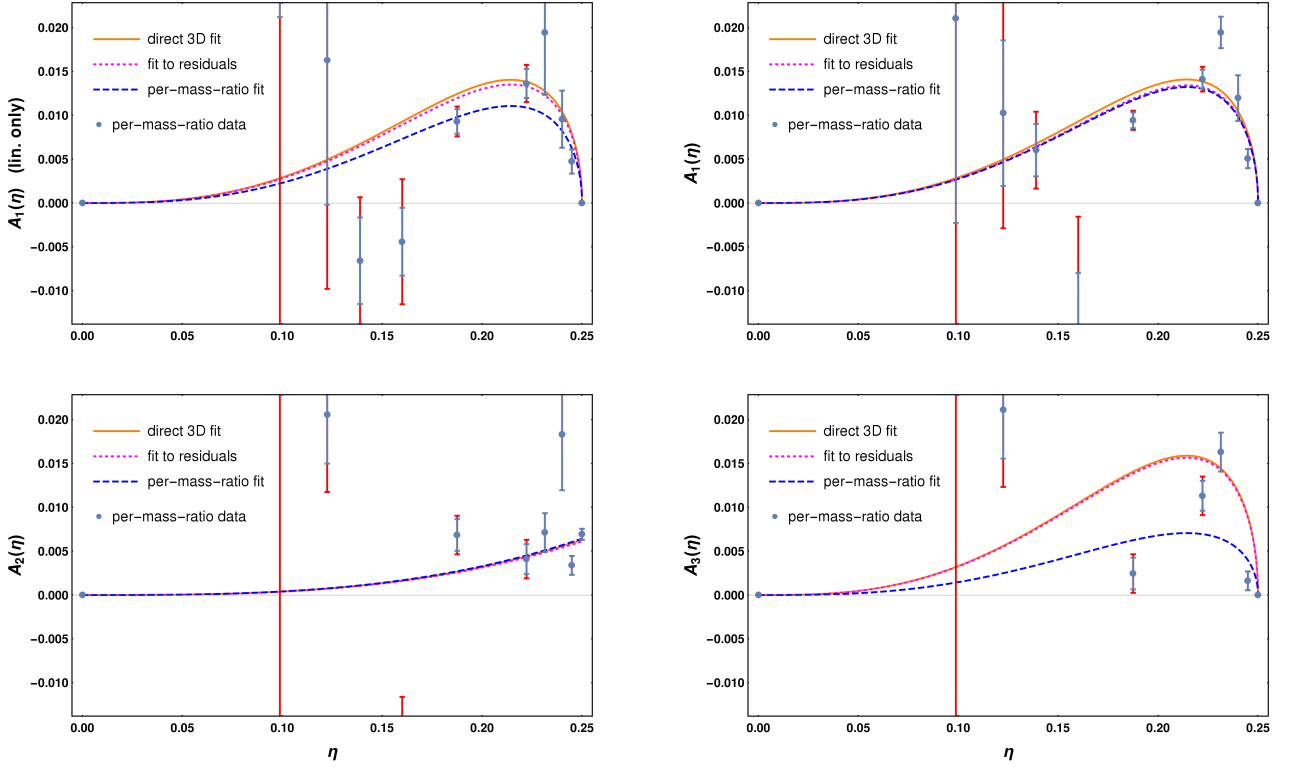 0.020
0.015
0.010
0.005
0.000
−0.005
−0.010
A1(η) (lin. only)
direct 3D fit
fit to residuals
per−mass−ratio fit
per−mass−ratio data
0.00 0.05 0.10 0.15 0.20 0.25
0.020
0.015
0.010
0.005
0.000
−0.005
−0.010
A1(η)
direct 3D fit
fit to residuals
per−mass−ratio fit
per−mass−ratio data
0.00 0.05 0.10 0.15 0.20 0.25
0.020
0.015
0.010
0.005
0.000
−0.005
−0.010
A2(η)
direct 3D fit
fit to residuals
per−mass−ratio fit
per−mass−ratio data
0.00 0.05 0.10 0.15 0.20 0.25
η
0.020
0.015
0.010
0.005
0.000
−0.005
−0.010
A3(η)
direct 3D fit
fit to residuals
per−mass−ratio fit
per−mass−ratio data
0.00 0.05 0.10 0.15 0.20 0.25
η